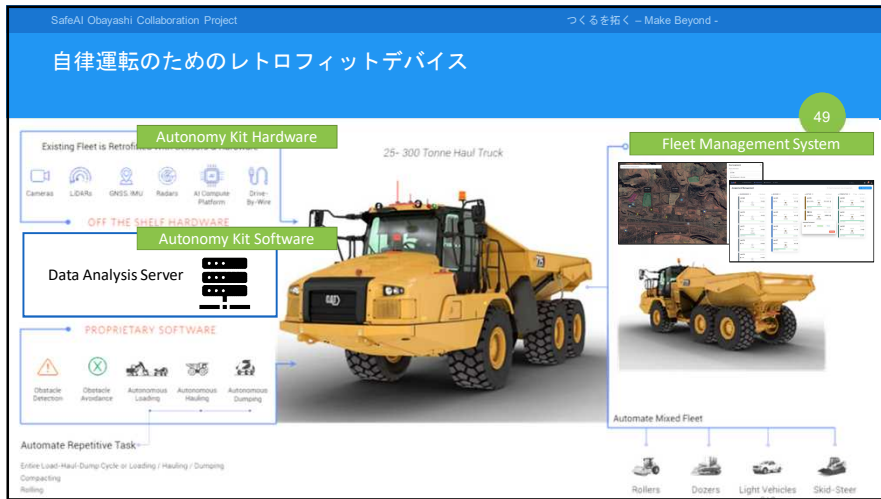 SafeAI Obayashi Collaboration Project
つくるを拓く – Make Beyond -
自律運転のためのレトロフィットデバイス
49
Autonomy Kit Hardware
Existing Fleet is Retrofitted
25- 300 Tonne Haul Truck
Fleet Management System
Cameras
LiDARs
GNSS, IMU
Radars
AI Compute
Platform
Drive-
By-Wire
OFF THE SHELF HARDWARE
Autonomy Kit Software
Data Analysis Server
PROPRIETARY SOFTWARE
Obstacle
Detection
Obstacle
Avoidance
Autonomous
Loading
Autonomous
Hauling
Autonomous
Dumping
CAT
Automate Repetitive Task
Entire Load-Haul-Dump Cycle or Loading / Hauling / Dumping
Compacting
Rolling
Automate Mixed Fleet
Rollers
Dozers
Light Vehicles
Skid-Steer